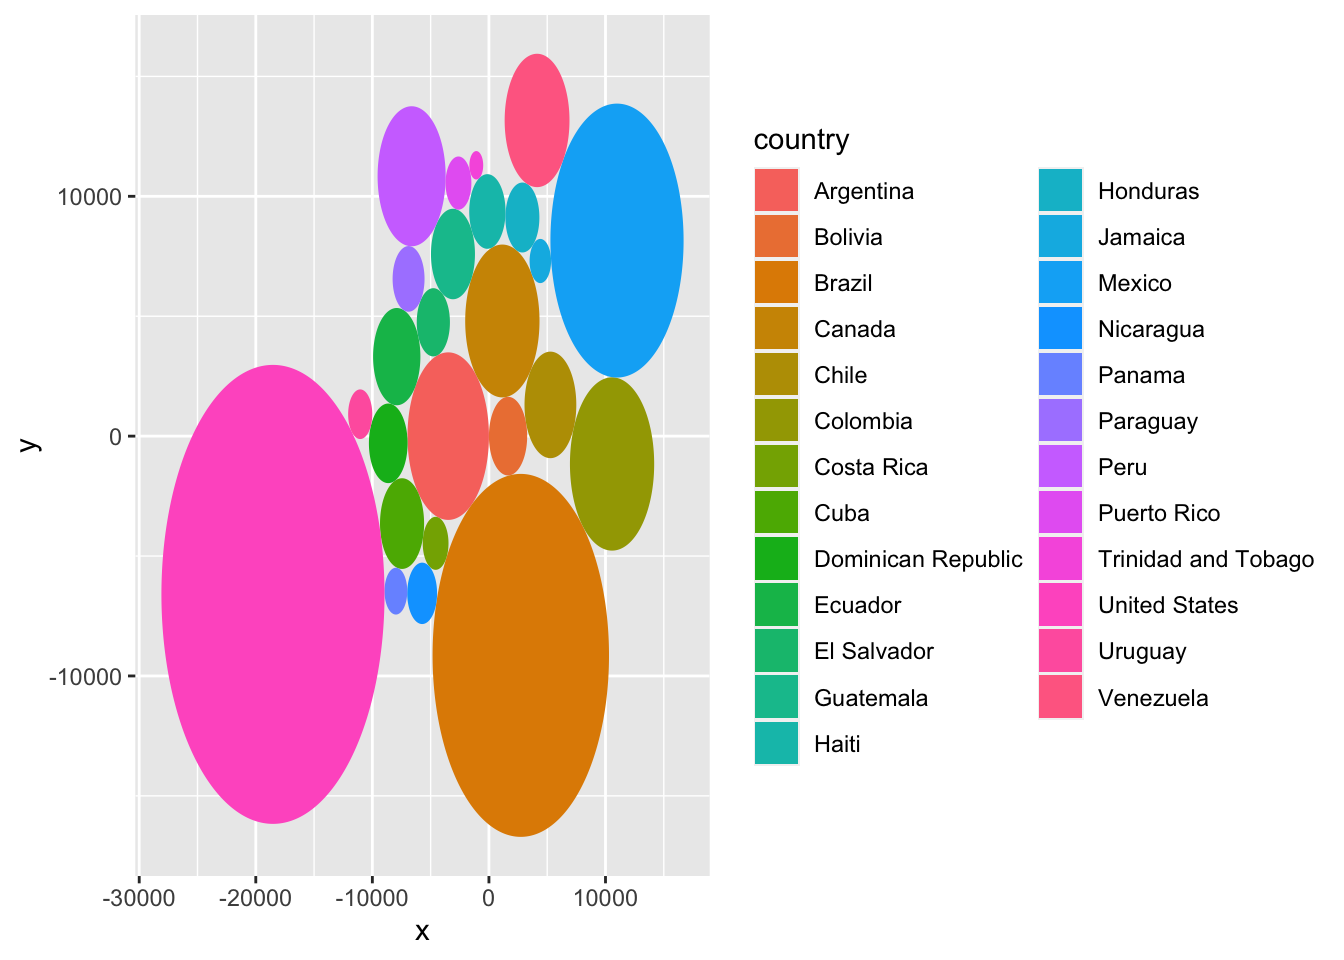 10000
0
-10000
y
-30000
-20000
-10000
0
10000
x
country
Argentina
Bolivia
Brazil
Canada
Chile
Colombia
Costa Rica
Cuba
Dominican Republic
Ecuador
El Salvador
Guatemala
Haiti
Honduras
Jamaica
Mexico
Nicaragua
Panama
Paraguay
Peru
Puerto Rico
Trinidad and Tobago
United States
Uruguay
Venezuela